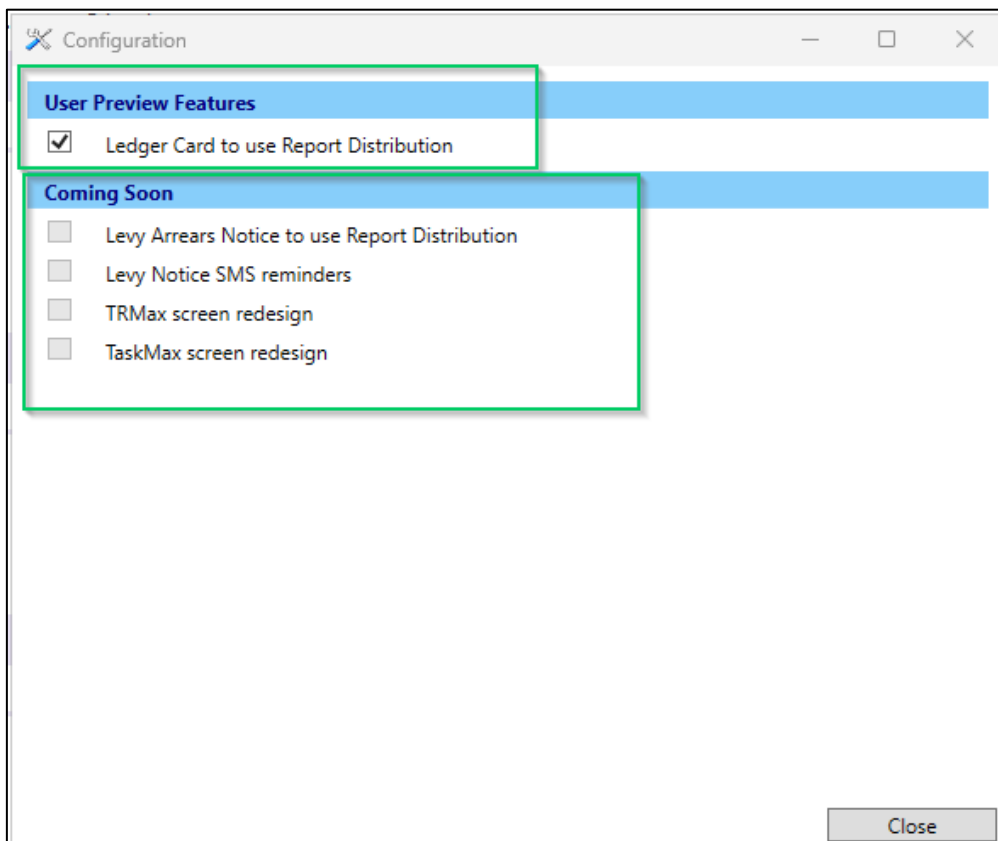 Configuration
User Preview Features
Ledger Card to use Report Distribution
Coming Soon
Levy Arrears Notice to use Report Distribution
Levy Notice SMS reminders
TRMax screen redesign
TaskMax screen redesign
Close